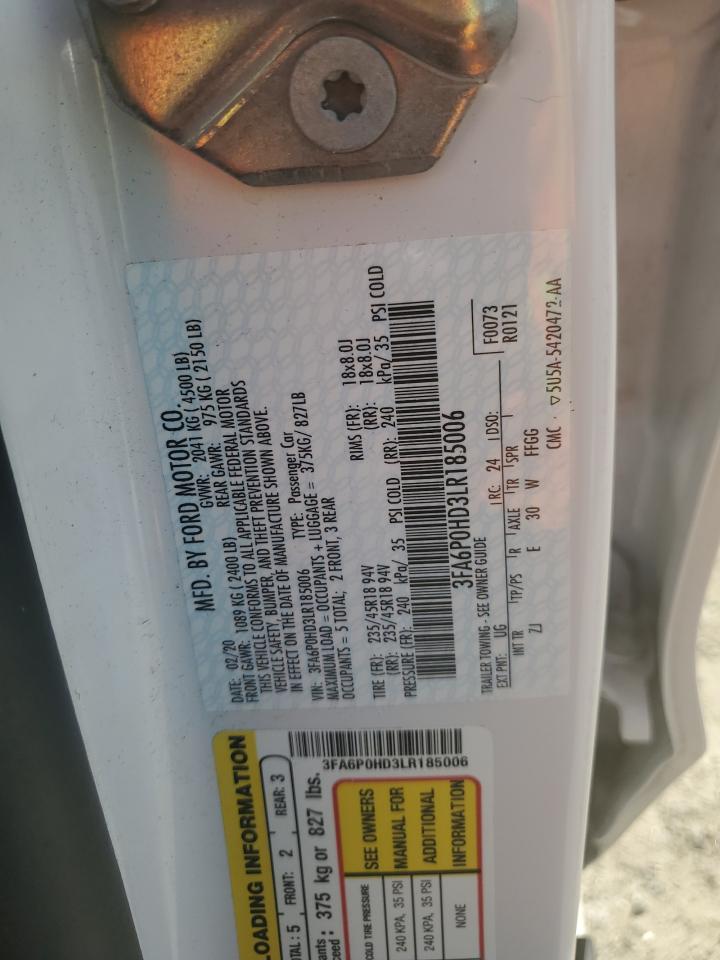 MFD. BY FORD MOTOR CO.
DATE: 02/20 GVWR: 2041 KG ( 4500 LB)
FRONT GAWR: 1089 KG ( 2400 LB) REAR GAWR: 975 KG ( 2150 LB)
THIS VEHICLE CONFORMS TO ALL APPLICABLE FEDERAL MOTOR
VEHICLE SAFETY, BUMPER, AND THEFT PREVENTION STANDARDS
IN EFFECT ON THE DATE OF MANUFACTURE SHOWN ABOVE.
VIN: 3FA6P0HD3LR185006 TYPE: Passenger Car
MAXIMUM LOAD = OCCUPANTS + LUGGAGE = 375KG/ 827LB
OCCUPANTS = 5 TOTAL; 2 FRONT, 3 REAR
TIRE (FR): 235/45R18 94V RIMS (FR): 18x8.0J
(RR): 235/45R18 94V (RR): 18x8.0J
PRESSURE (FR): 240 kPa/ 35 PSI COLD (RR): 240 kPa/ 35 PSI COLD
3FA6P0HD3LR185006
TRAILER TOWING - SEE OWNER GUIDE
EXT PNT: UG RC: 24 DSO: F0073
INT TR TP/PS R AXLE TR SPR R0121
ZJ E 30 W FFGG
CMC ▽5U5A-5420472-AA
LOADING INFORMATION
TOTAL: 5 FRONT: 2 REAR: 3
375 kg or 827 lbs.
3FA6P0HD3LR185006
COLD TIRE PRESSURE SEE OWNERS
240 KPA, 35 PSI MANUAL FOR
240 KPA, 35 PSI ADDITIONAL
NONE INFORMATION